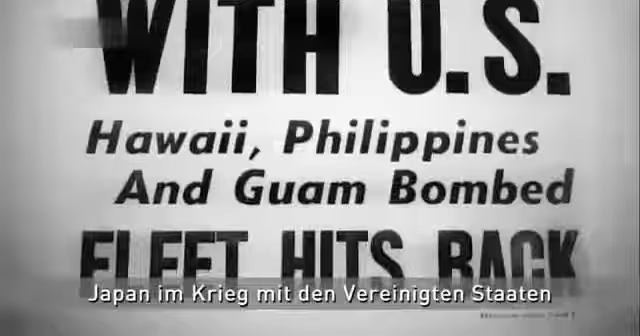 WITH U.S.
Hawaii, Philippines
And Guam Bombed
FLEET HITS BACK
Japan im Krieg mit den Vereinigten Staaten